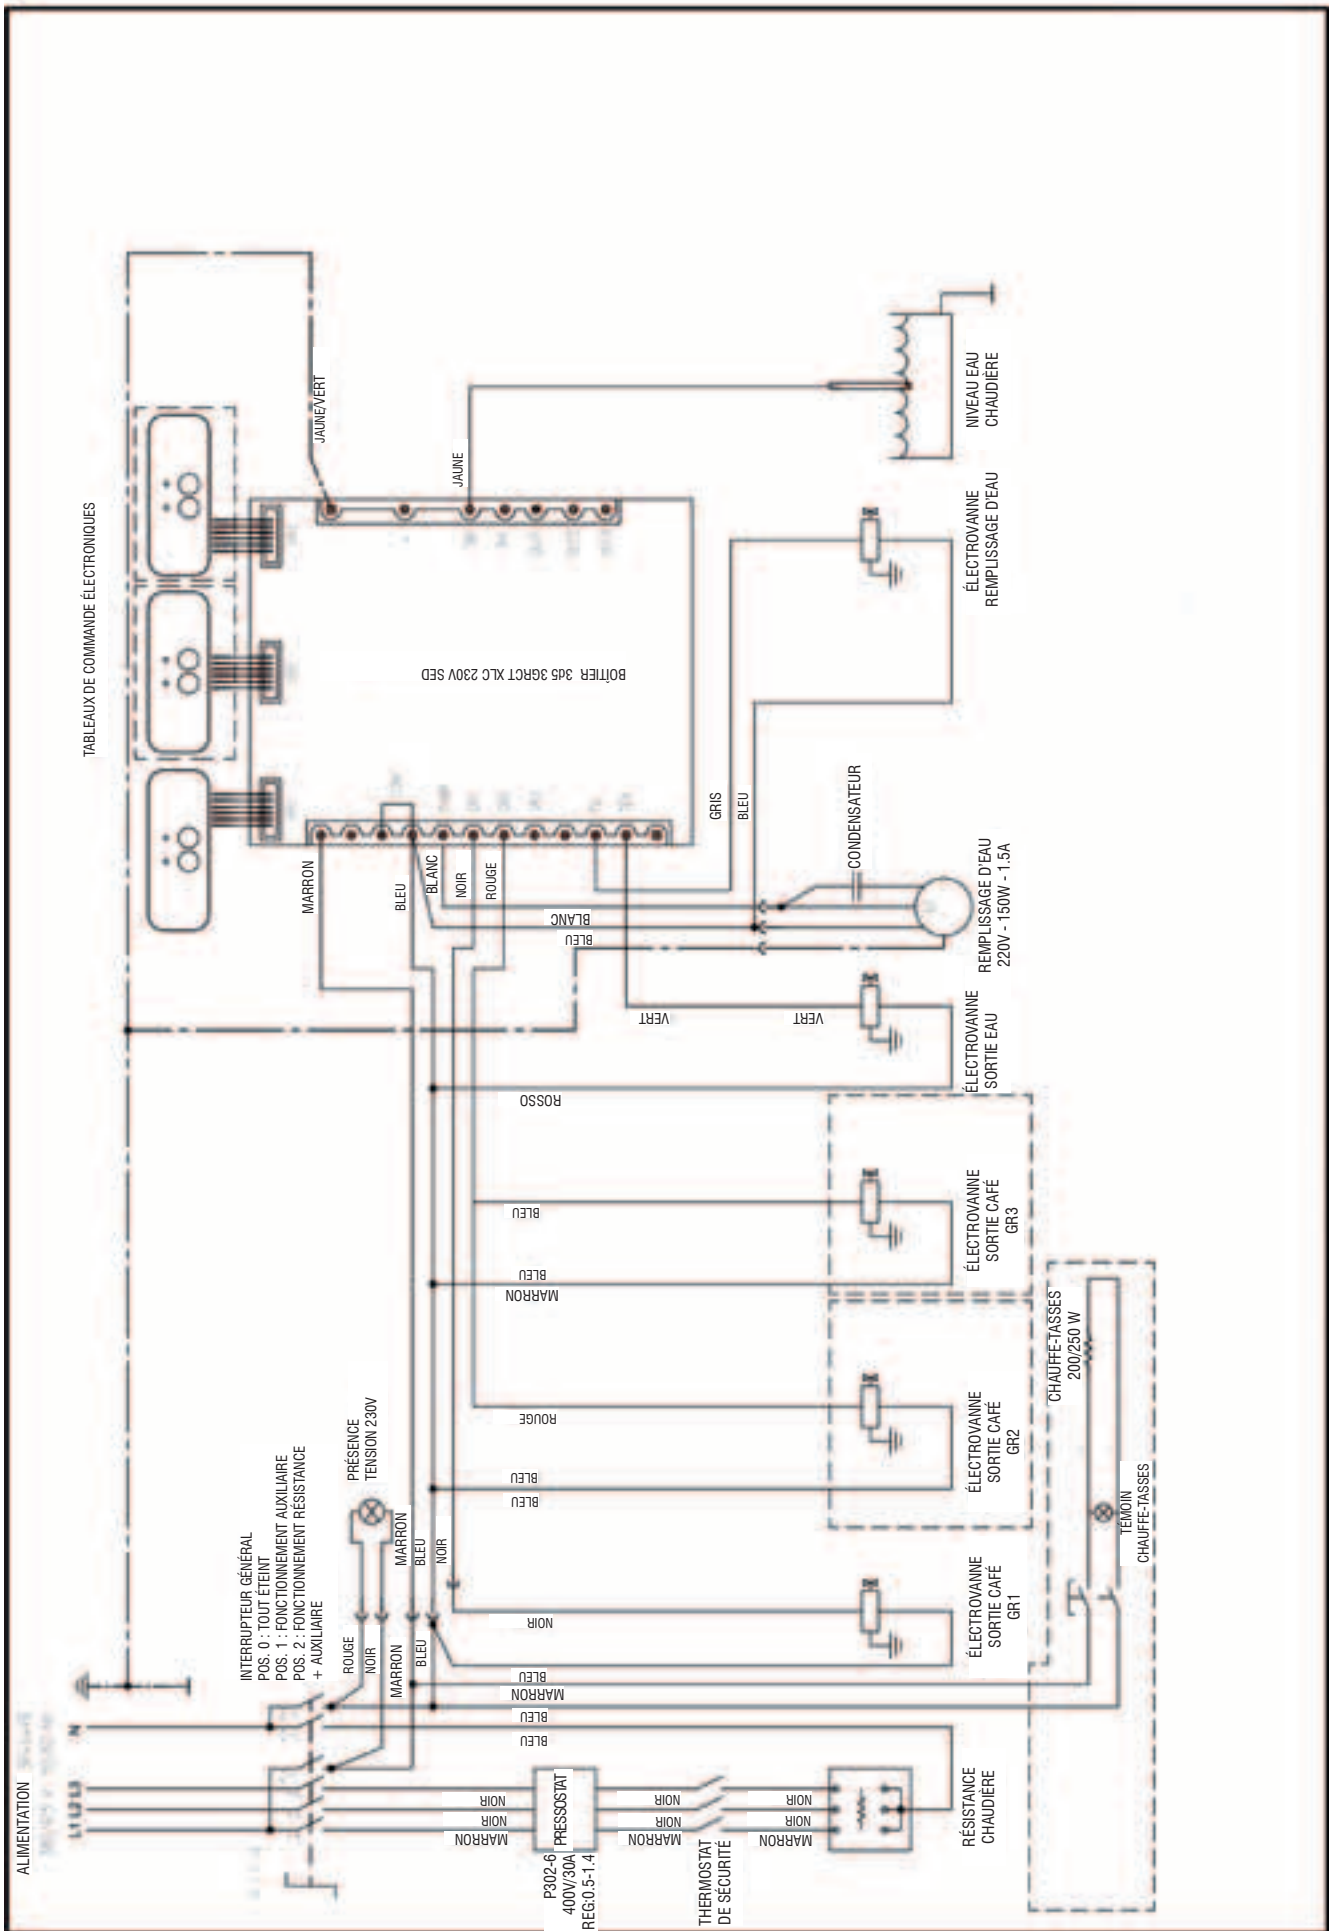 ALIMENTATION
L1 L2 L3
N
INTERRUPTEUR GÉNÉRAL
POS. 0 : TOUT ÉTEINT
POS. 1 : FONCTIONNEMENT AUXILIAIRE
POS. 2 : FONCTIONNEMENT RÉSISTANCE
+ AUXILIAIRE
PRÉSENCE
TENSION 230V
ROUGE
NOIR
MARRON
BLEU
MARRON
BLEU
NOIR
TABLEAUX DE COMMANDE ÉLECTRONIQUES
JAUNE/VERT
JAUNE
BOÎTIER 3d5 3GRCT XLC 230V SED
MARRON
BLEU
BLANC
NOIR
ROUGE
GRIS
BLEU
BLANC
BLEU
CONDENSATEUR
VERT
VERT
ROSSO
BLEU
BLEU
MARRON
ROUGE
BLEU
BLEU
NOIR
BLEU
MARRON
BLEU
BLEU
NOIR
NOIR
MARRON
P302-6
400V/30A
REG:0.5-1.4
PRESSOSTAT
NOIR
NOIR
MARRON
THERMOSTAT
DE SÉCURITÉ
NOIR
NOIR
MARRON
RÉSISTANCE
CHAUDIÈRE
ÉLECTROVANNE
SORTIE CAFÉ
GR1
ÉLECTROVANNE
SORTIE CAFÉ
GR2
ÉLECTROVANNE
SORTIE CAFÉ
GR3
ÉLECTROVANNE
SORTIE EAU
REMPLISSAGE D'EAU
220V - 150W - 1.5A
ÉLECTROVANNE
REMPLISSAGE D'EAU
NIVEAU EAU
CHAUDIÈRE
CHAUFFE-TASSES
200/250 W
TÉMOIN
CHAUFFE-TASSES